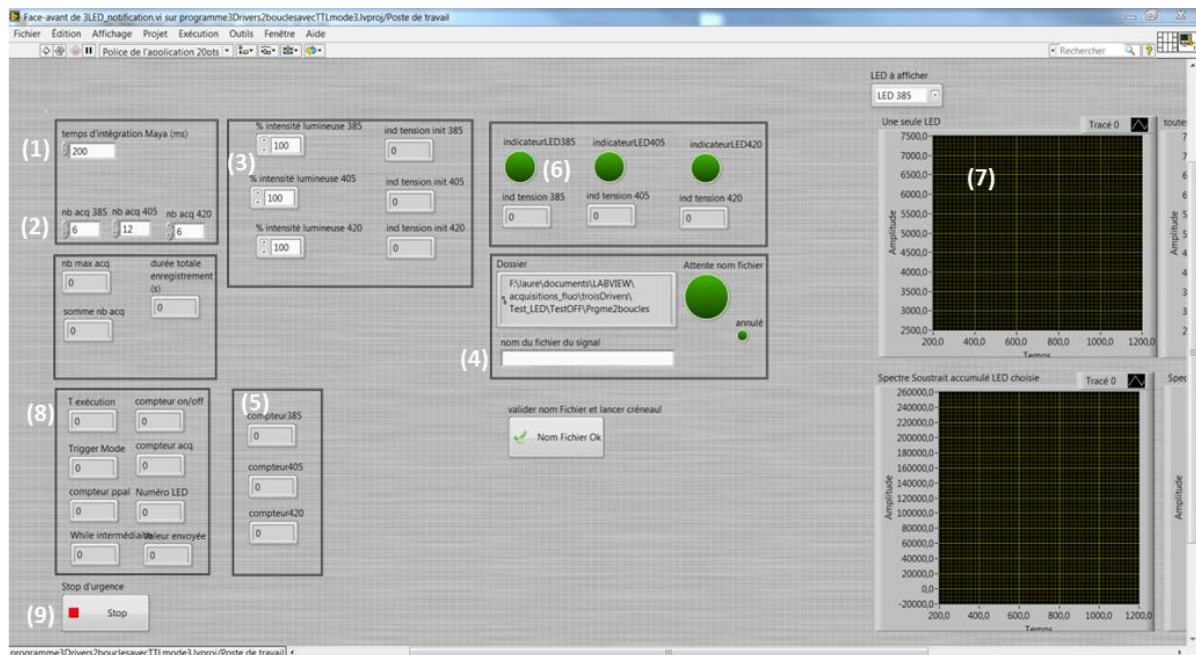 Face-avant de 3LED_notification.vi sur programme3Drivers2bouclesavecTTLmode3.lvproj/Poste de travail
Fichier Édition Affichage Projet Exécution Outils Fenêtre Aide
Police de l'application 20pts
Rechercher
(1)
temps d'intégration Maya (ms)
200
(2)
nb acq 385 nb acq 405 nb acq 420
6 12 6
nb max acq
0
durée totale
enregistrement
(s)
0
somme nb acq
0
(3)
% intensité lumineuse 385 ind tension init 385
100 0
% intensité lumineuse 405 ind tension init 405
100 0
% intensité lumineuse 420 ind tension init 420
100 0
indicateurLED385 indicateurLED405 indicateurLED420
(6)
ind tension 385 ind tension 405 ind tension 420
0 0 0
Dossier
F:\laure\documents\LABVIEW\
acquisitions_fluo\troisDrivers\
Test_LED\TestOFF\Prgme2boucles
Attente nom fichier
annulé
(4)
nom du fichier du signal
valider nom Fichier et lancer créneau!
Nom Fichier Ok
(8)
T exécution compteur on/off
0 0
Trigger Mode compteur acq
0 0
compteur ppal Numéro LED
0 0
While intermédiaire Valeur envoyée
0 0
(5)
compteur385
0
compteur405
0
compteur420
0
Stop d'urgence
(9)
Stop
LED à afficher
LED 385
Une seule LED
Tracé 0
toute
(7)
Amplitude
7500,0
7000,0
6500,0
6000,0
5500,0
5000,0
4500,0
4000,0
3500,0
3000,0
2500,0
200,0 400,0 600,0 800,0 1000,0 1200,0
Temps
Amplitude
Spectre Soustrait accumulé LED choisie
Tracé 0
Spec
Amplitude
260000,0
240000,0
220000,0
200000,0
180000,0
160000,0
140000,0
120000,0
100000,0
80000,0
60000,0
40000,0
20000,0
0,0
-20000,0
200,0 400,0 600,0 800,0 1000,0 1200,0
Temps
Amplitude
programme3Drivers2bouclesavecTTLmode3.lvproj/Poste de travail